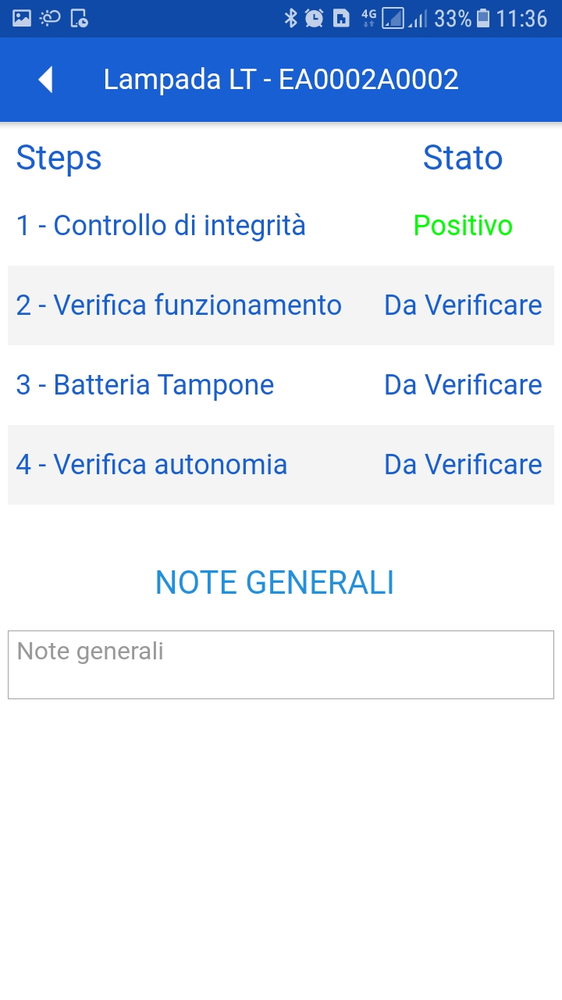 4G 33% 11:36
Lampada LT - EA0002A0002
Steps Stato
1 - Controllo di integrità Positivo
2 - Verifica funzionamento Da Verificare
3 - Batteria Tampone Da Verificare
4 - Verifica autonomia Da Verificare
NOTE GENERALI
Note generali